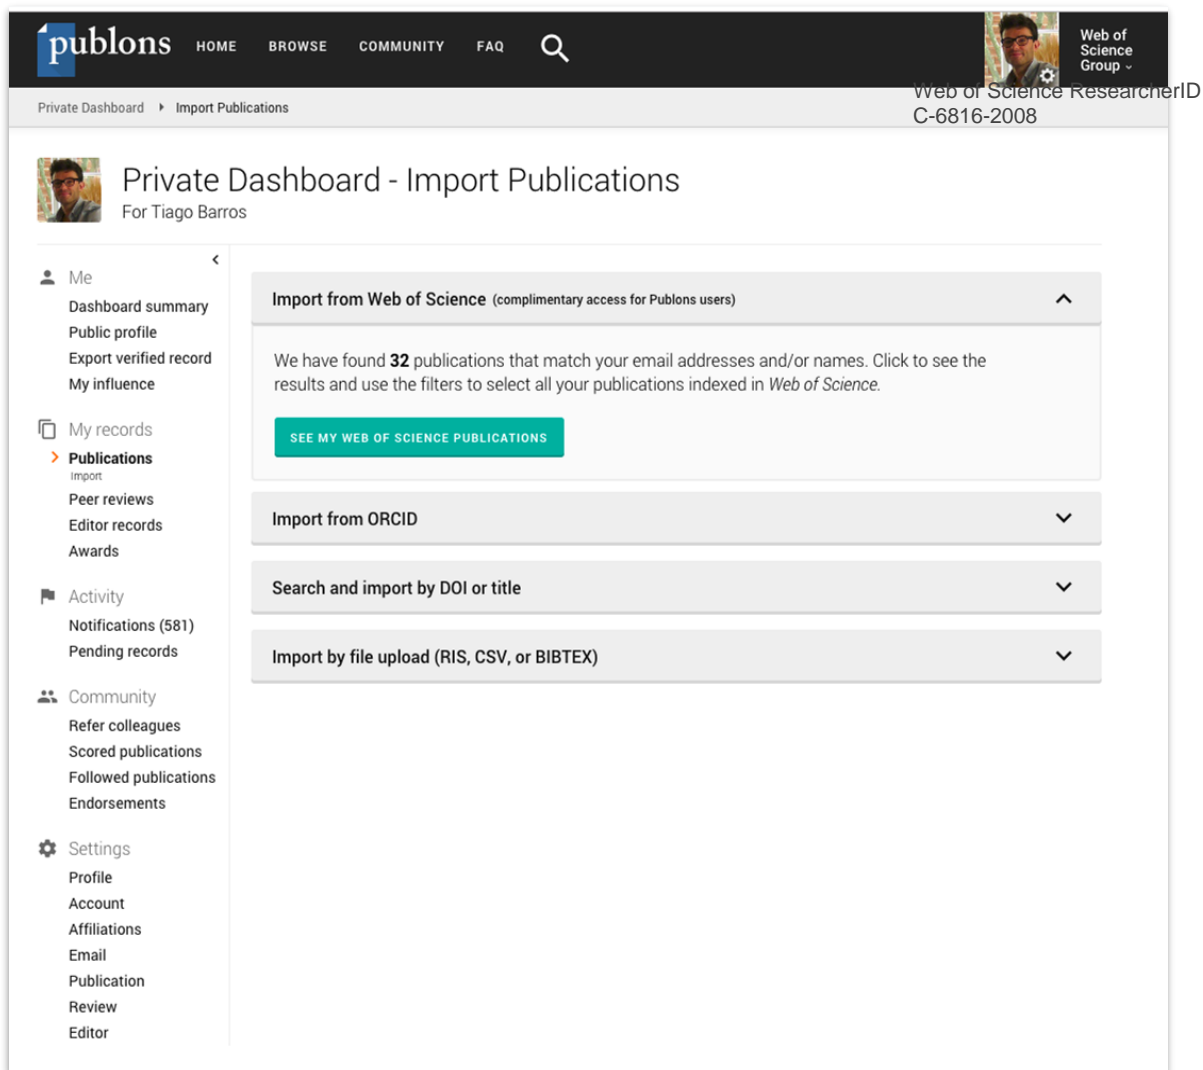 publons HOME BROWSE COMMUNITY FAQ
Web of
Science
Group
Web of Science ResearcherID
C-6816-2008
Private Dashboard Import Publications
Private Dashboard - Import Publications
For Tiago Barros
Me
Dashboard summary
Public profile
Export verified record
My influence
My records
Publications
Import
Peer reviews
Editor records
Awards
Activity
Notifications (581)
Pending records
Community
Refer colleagues
Scored publications
Followed publications
Endorsements
Settings
Profile
Account
Affiliations
Email
Publication
Review
Editor
Import from Web of Science (complimentary access for Publons users)
We have found 32 publications that match your email addresses and/or names. Click to see the
results and use the filters to select all your publications indexed in Web of Science.
SEE MY WEB OF SCIENCE PUBLICATIONS
Import from ORCID
Search and import by DOI or title
Import by file upload (RIS, CSV, or BIBTEX)